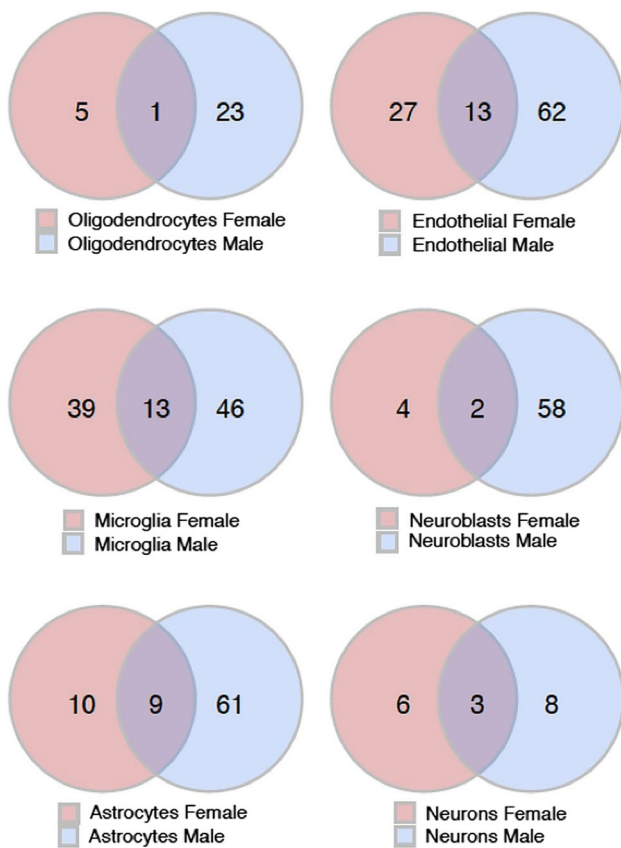 5 1 23
Oligodendrocytes Female
Oligodendrocytes Male
27 13 62
Endothelial Female
Endothelial Male
39 13 46
Microglia Female
Microglia Male
4 2 58
Neuroblasts Female
Neuroblasts Male
10 9 61
Astrocytes Female
Astrocytes Male
6 3 8
Neurons Female
Neurons Male